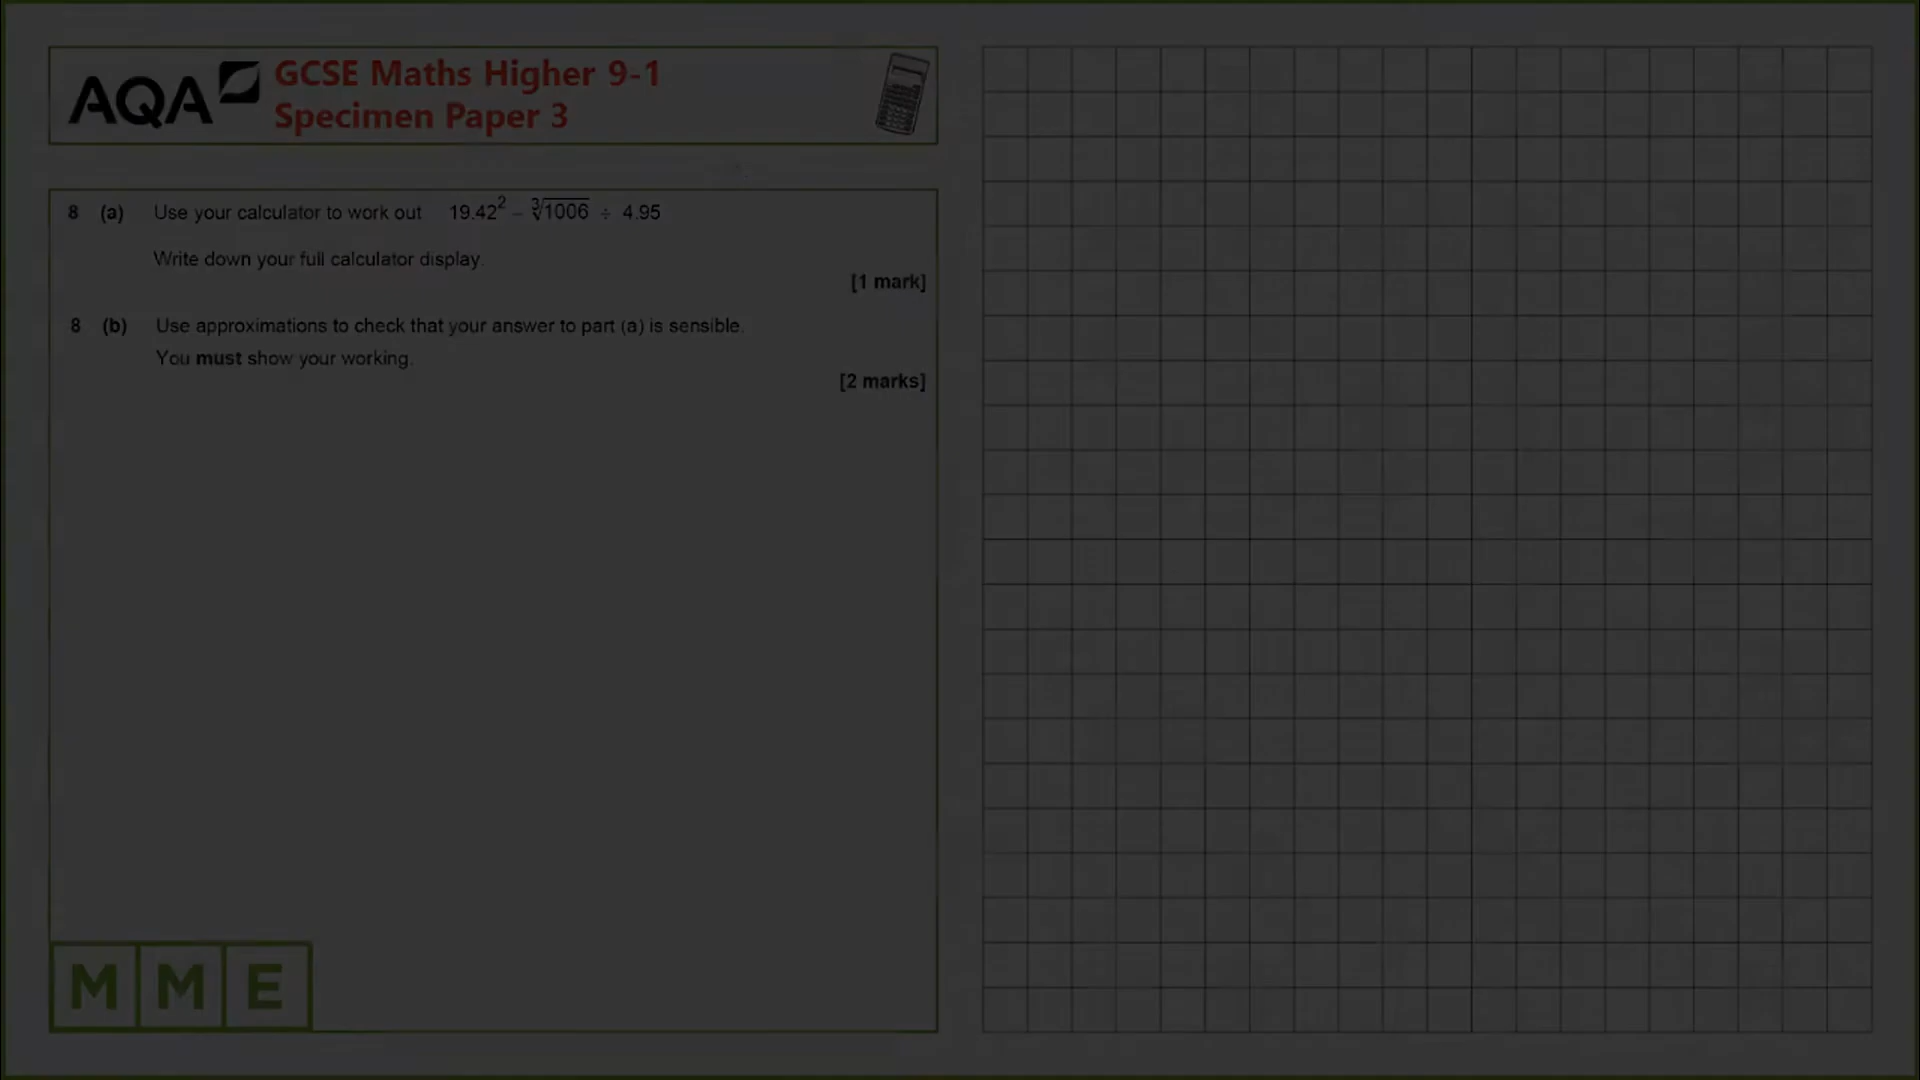 AQA GCSE Maths Higher 9-1
Specimen Paper 3
8 (a) Use your calculator to work out 19.42² – ∛1006 ÷ 4.95
Write down your full calculator display.
[1 mark]
8 (b) Use approximations to check that your answer to part (a) is sensible.
You must show your working.
[2 marks]
MME